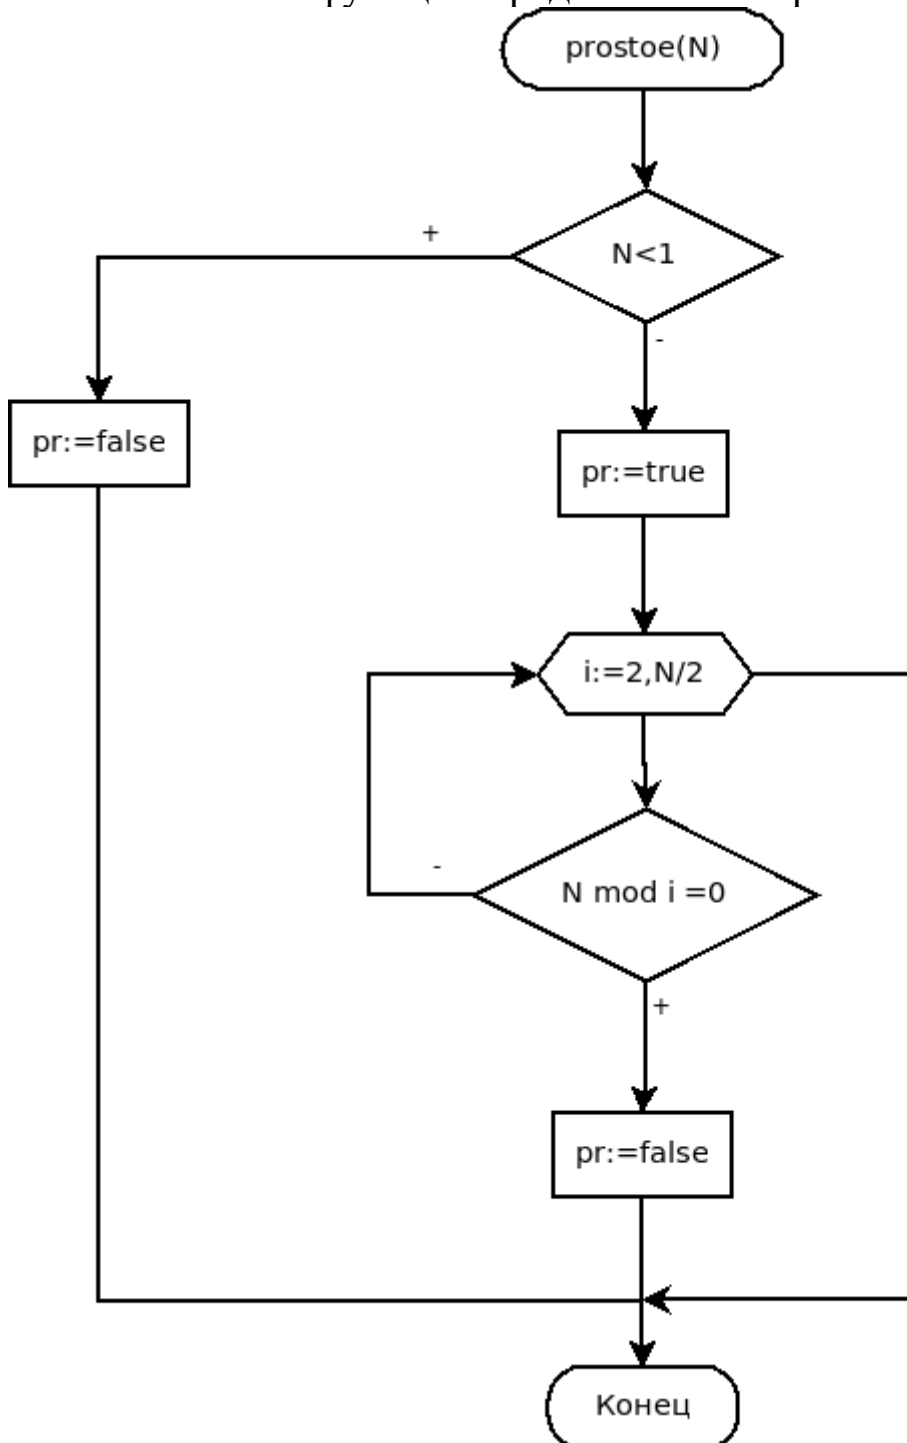 prostoe(N)
+
N<1
-
pr:=false
pr:=true
i:=2,N/2
-
N mod i =0
+
pr:=false
Конец